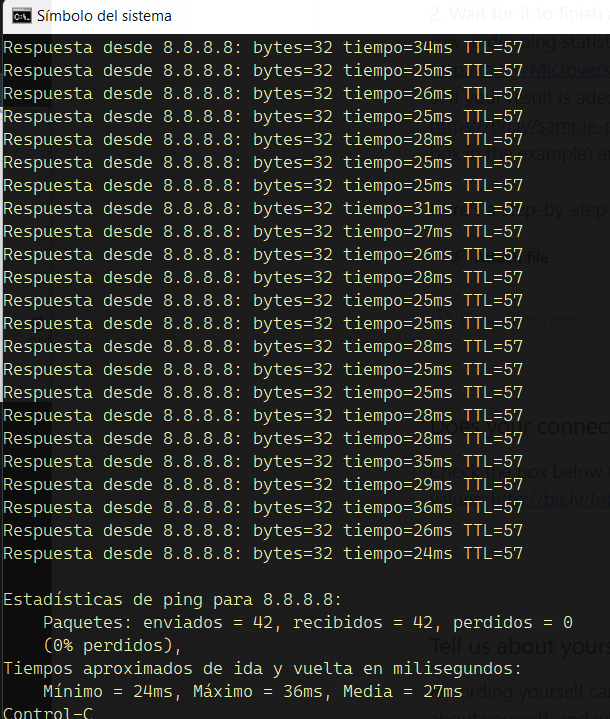 Símbolo del sistema
2. Wait for it to finish
Respuesta desde 8.8.8.8: bytes=32 tiempo=34ms TTL=57
Respuesta desde 8.8.8.8: bytes=32 tiempo=25ms TTL=57
Respuesta desde 8.8.8.8: bytes=32 tiempo=26ms TTL=57
Respuesta desde 8.8.8.8: bytes=32 tiempo=25ms TTL=57
Respuesta desde 8.8.8.8: bytes=32 tiempo=28ms TTL=57
Respuesta desde 8.8.8.8: bytes=32 tiempo=25ms TTL=57
Respuesta desde 8.8.8.8: bytes=32 tiempo=25ms TTL=57
Respuesta desde 8.8.8.8: bytes=32 tiempo=31ms TTL=57
Respuesta desde 8.8.8.8: bytes=32 tiempo=27ms TTL=57
Respuesta desde 8.8.8.8: bytes=32 tiempo=26ms TTL=57
Respuesta desde 8.8.8.8: bytes=32 tiempo=28ms TTL=57
Respuesta desde 8.8.8.8: bytes=32 tiempo=25ms TTL=57
Respuesta desde 8.8.8.8: bytes=32 tiempo=25ms TTL=57
Respuesta desde 8.8.8.8: bytes=32 tiempo=28ms TTL=57
Respuesta desde 8.8.8.8: bytes=32 tiempo=25ms TTL=57
Respuesta desde 8.8.8.8: bytes=32 tiempo=25ms TTL=57
Respuesta desde 8.8.8.8: bytes=32 tiempo=28ms TTL=57
Respuesta desde 8.8.8.8: bytes=32 tiempo=28ms TTL=57
Respuesta desde 8.8.8.8: bytes=32 tiempo=35ms TTL=57
Respuesta desde 8.8.8.8: bytes=32 tiempo=29ms TTL=57
Respuesta desde 8.8.8.8: bytes=32 tiempo=36ms TTL=57
Respuesta desde 8.8.8.8: bytes=32 tiempo=26ms TTL=57
Respuesta desde 8.8.8.8: bytes=32 tiempo=24ms TTL=57
Estadísticas de ping para 8.8.8.8:
Paquetes: enviados = 42, recibidos = 42, perdidos = 0
(0% perdidos),
Tiempos aproximados de ida y vuelta en milisegundos:
Mínimo = 24ms, Máximo = 36ms, Media = 27ms
Control-C
file
here
Does your connec
Tell us about yours